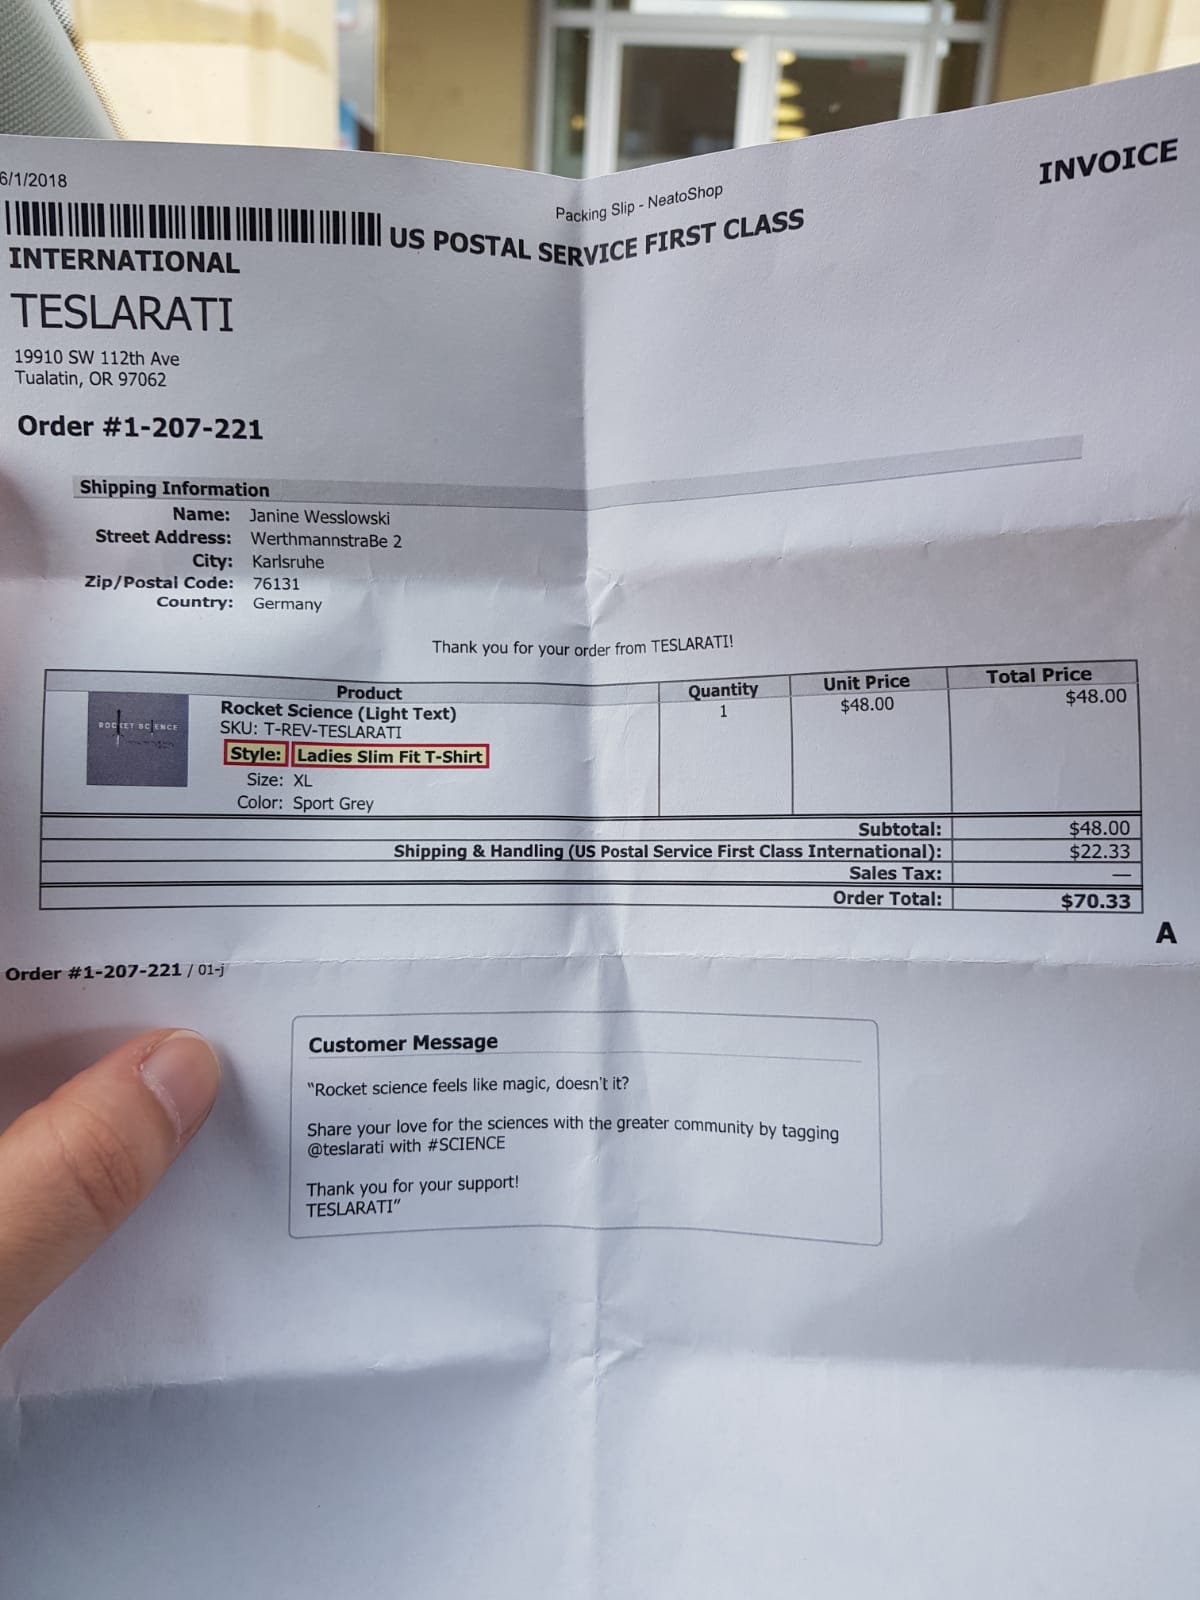 6/1/2018
Packing Slip - NeatoShop
INVOICE
US POSTAL SERVICE FIRST CLASS
INTERNATIONAL
TESLARATI
19910 SW 112th Ave
Tualatin, OR 97062
Order #1-207-221
Shipping Information
Name: Janine Wesslowski
Street Address: WerthmannstraBe 2
City: Karlsruhe
Zip/Postal Code: 76131
Country: Germany
Thank you for your order from TESLARATI!
Product Quantity Unit Price Total Price
ROCKET SCIENCE
Rocket Science (Light Text) 1 $48.00 $48.00
SKU: T-REV-TESLARATI
Style: Ladies Slim Fit T-Shirt
Size: XL
Color: Sport Grey
Subtotal: $48.00
Shipping & Handling (US Postal Service First Class International): $22.33
Sales Tax: —
Order Total: $70.33
A
Order #1-207-221 / 01-j
Customer Message
"Rocket science feels like magic, doesn't it?
Share your love for the sciences with the greater community by tagging
@teslarati with #SCIENCE
Thank you for your support!
TESLARATI"